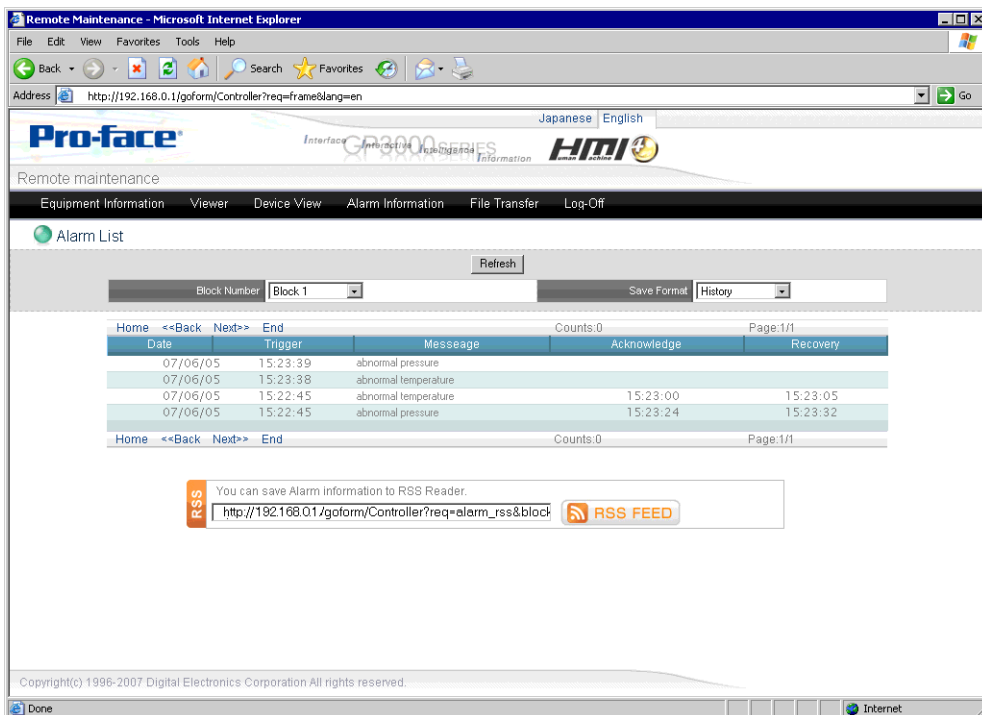 Remote Maintenance - Microsoft Internet Explorer
File Edit View Favorites Tools Help
Back Search Favorites
Address http://192.168.0.1/goform/Controller?req=frame&lang=en Go
Japanese English
Pro-face
Interface Interactive Intelligence Information
GP3000 SERIES
HMI
Human Machine
Remote maintenance
Equipment Information Viewer Device View Alarm Information File Transfer Log-Off
Alarm List
Refresh
Block Number Block 1 Save Format History
Home <<Back Next>> End Counts:0 Page:1/1
Date Trigger Messeage Acknowledge Recovery
07/06/05 15:23:39 abnormal pressure
07/06/05 15:23:38 abnormal temperature
07/06/05 15:22:45 abnormal temperature 15:23:00 15:23:05
07/06/05 15:22:45 abnormal pressure 15:23:24 15:23:32
Home <<Back Next>> End Counts:0 Page:1/1
RSS
You can save Alarm information to RSS Reader.
http://192.168.0.1/goform/Controller?req=alarm_rss&block
RSS FEED
Copyright(c) 1996-2007 Digital Electronics Corporation All rights reserved.
Done Internet